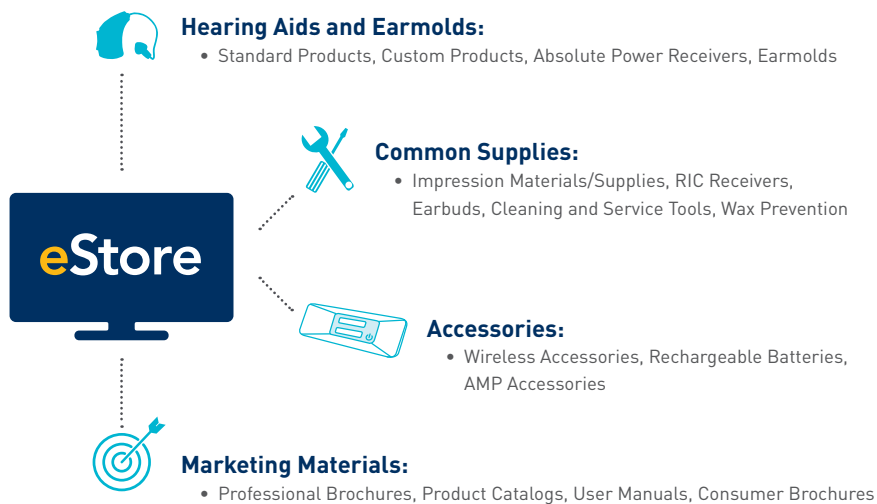 Hearing Aids and Earmolds:
• Standard Products, Custom Products, Absolute Power Receivers, Earmolds
Common Supplies:
• Impression Materials/Supplies, RIC Receivers,
Earbuds, Cleaning and Service Tools, Wax Prevention
eStore
Accessories:
• Wireless Accessories, Rechargeable Batteries,
AMP Accessories
Marketing Materials:
• Professional Brochures, Product Catalogs, User Manuals, Consumer Brochures